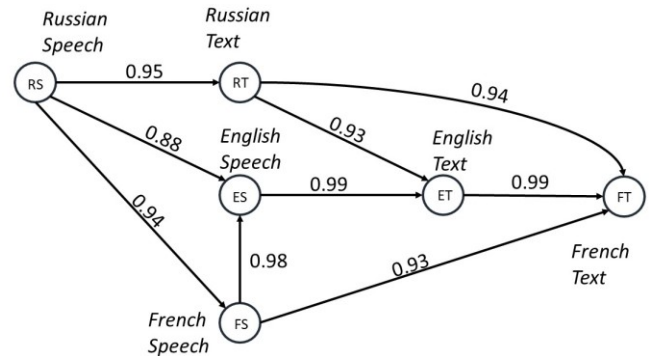 Russian
Speech
Russian
Text
RS
0.95
RT
0.94
0.88
English
Speech
0.93
English
Text
0.94
ES
0.99
ET
0.99
FT
0.98
0.93
French
Text
French
Speech
FS